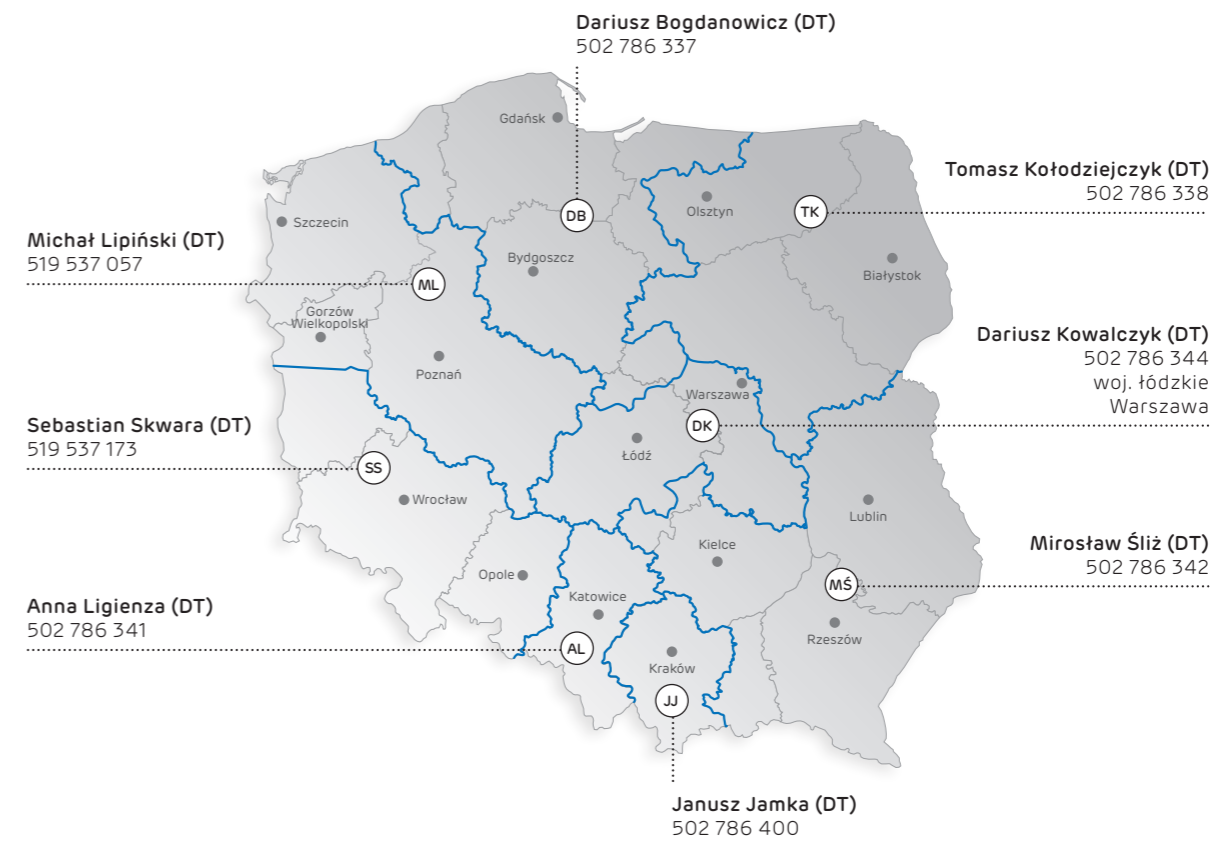 Dariusz Bogdanowicz (DT)
502 786 337
Gdańsk
Tomasz Kołodziejczyk (DT)
502 786 338
Olsztyn
TK
DB
Szczecin
Michał Lipiński (DT)
519 537 057
Bydgoszcz
Białystok
ML
Gorzów
Wielkopolski
Dariusz Kowalczyk (DT)
502 786 344
woj. łódzkie
Warszawa
Poznań
Warszawa
Sebastian Skwara (DT)
519 537 173
DK
Łódź
SS
Wrocław
Lublin
Mirosław Śliż (DT)
502 786 342
Kielce
Opole
MŚ
Katowice
Anna Ligienza (DT)
502 786 341
Rzeszów
AL
Kraków
JJ
Janusz Jamka (DT)
502 786 400